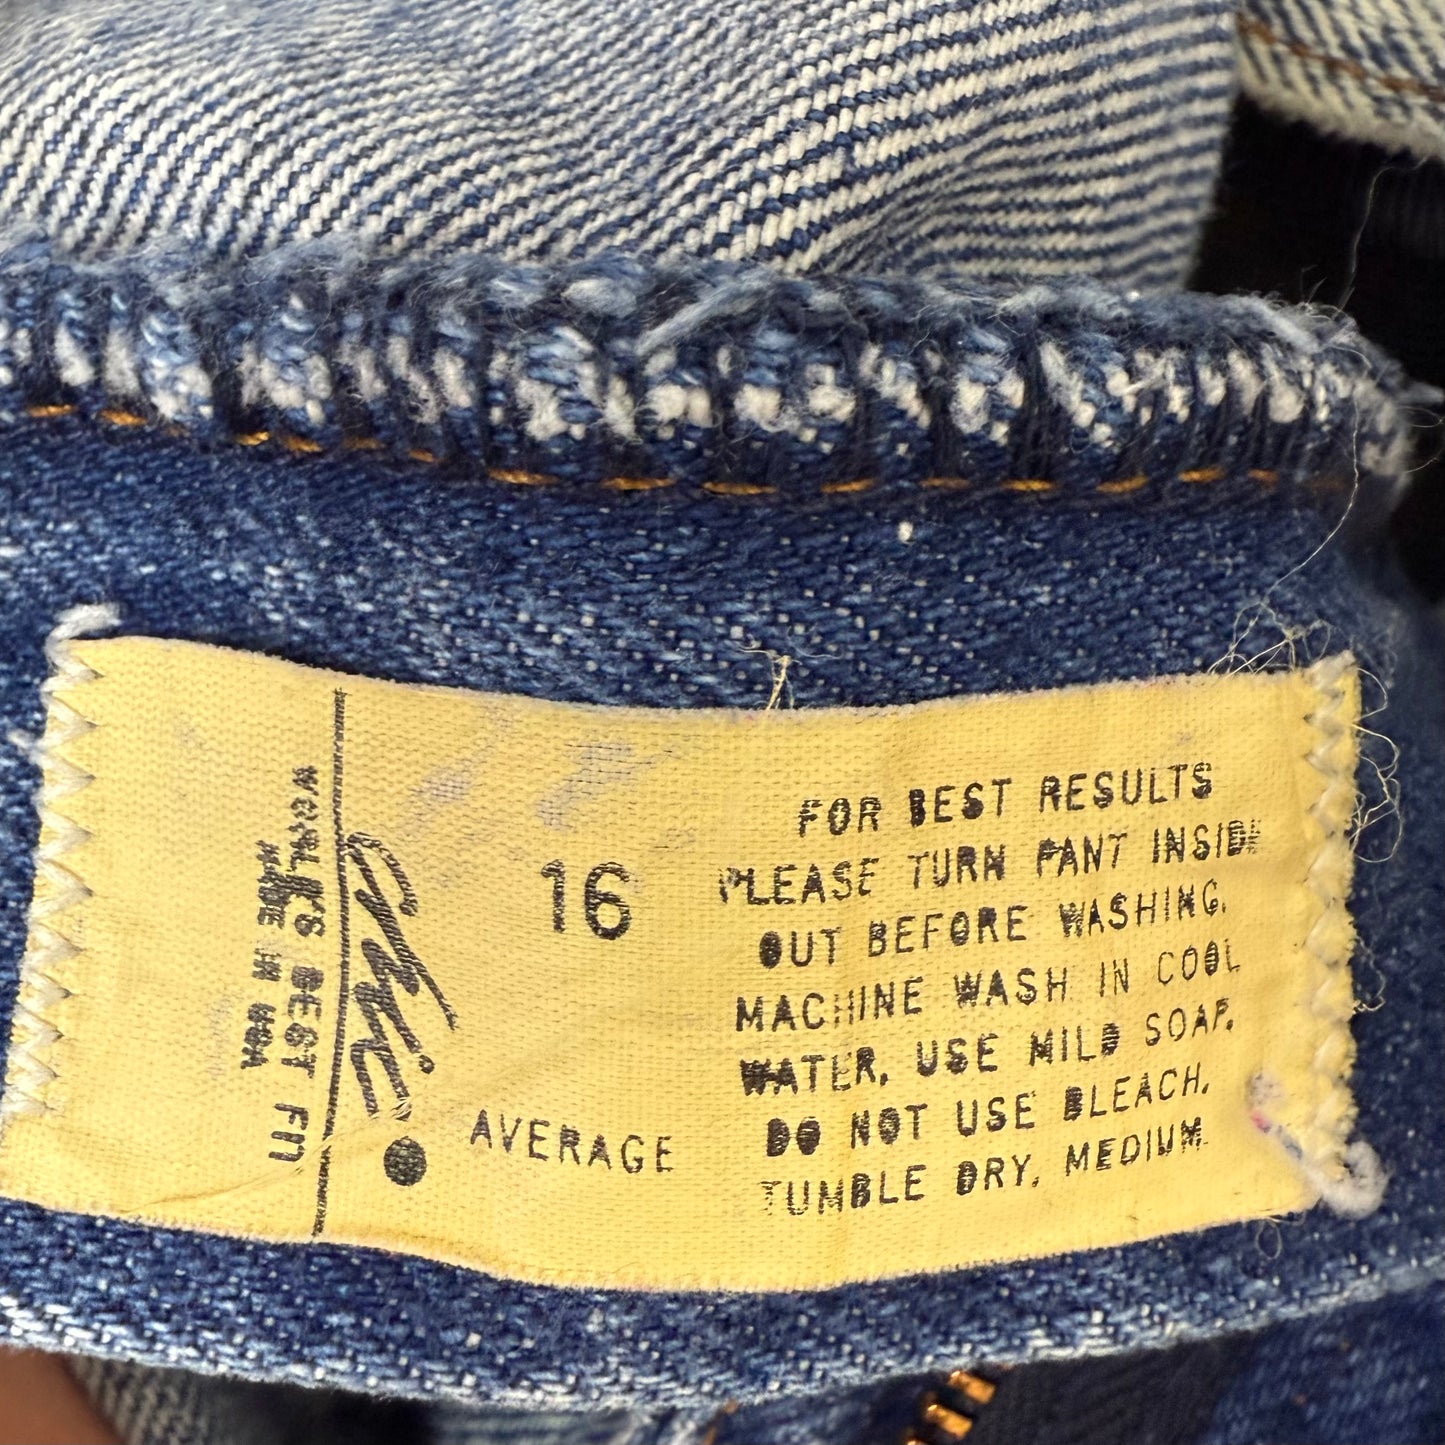 Chic
WORLD'S BEST FIT
MADE IN USA
16
AVERAGE
FOR BEST RESULTS
PLEASE TURN PANT INSIDE
OUT BEFORE WASHING.
MACHINE WASH IN COOL
WATER, USE MILD SOAP.
DO NOT USE BLEACH.
TUMBLE DRY, MEDIUM